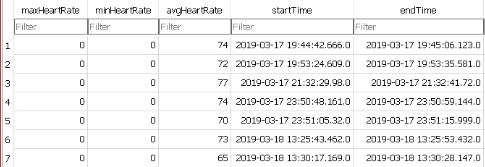 maxHeartRate minHeartRate avgHeartRate startTime endTime
Filter Filter Filter Filter Filter
1 0 0 74 2019-03-17 19:44:42.666.0 2019-03-17 19:45:06.123.0
2 0 0 72 2019-03-17 19:53:24.609.0 2019-03-17 19:53:35.581.0
3 0 0 77 2019-03-17 21:32:29.98.0 2019-03-17 21:32:41.72.0
4 0 0 74 2019-03-17 23:50:48.161.0 2019-03-17 23:50:59.144.0
5 0 0 70 2019-03-17 23:51:05.32.0 2019-03-17 23:51:15.999.0
6 0 0 73 2019-03-18 13:25:43.462.0 2019-03-18 13:25:53.432.0
7 0 0 65 2019-03-18 13:30:17.169.0 2019-03-18 13:30:28.147.0